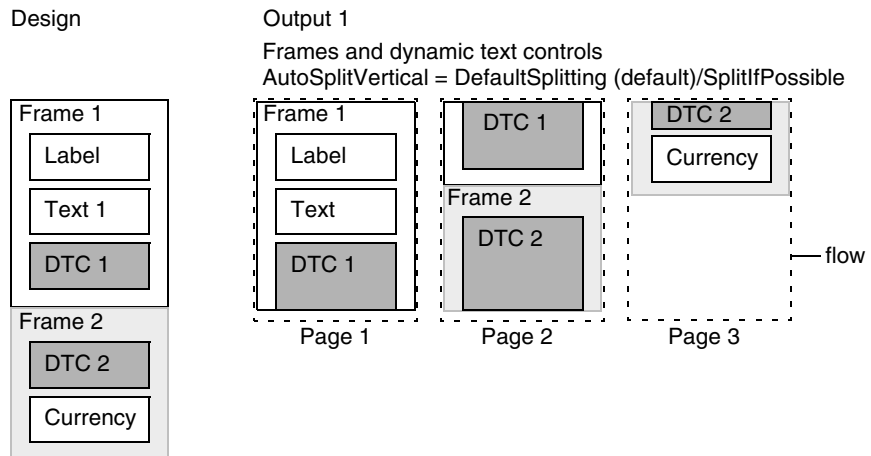 Design
Output 1
Frames and dynamic text controls
AutoSplitVertical = DefaultSplitting (default)/SplitIfPossible
Frame 1
Label
Text 1
DTC 1
Frame 2
DTC 2
Currency
Frame 1
Label
Text
DTC 1
Page 1
DTC 1
Frame 2
DTC 2
Page 2
DTC 2
Currency
Page 3
flow